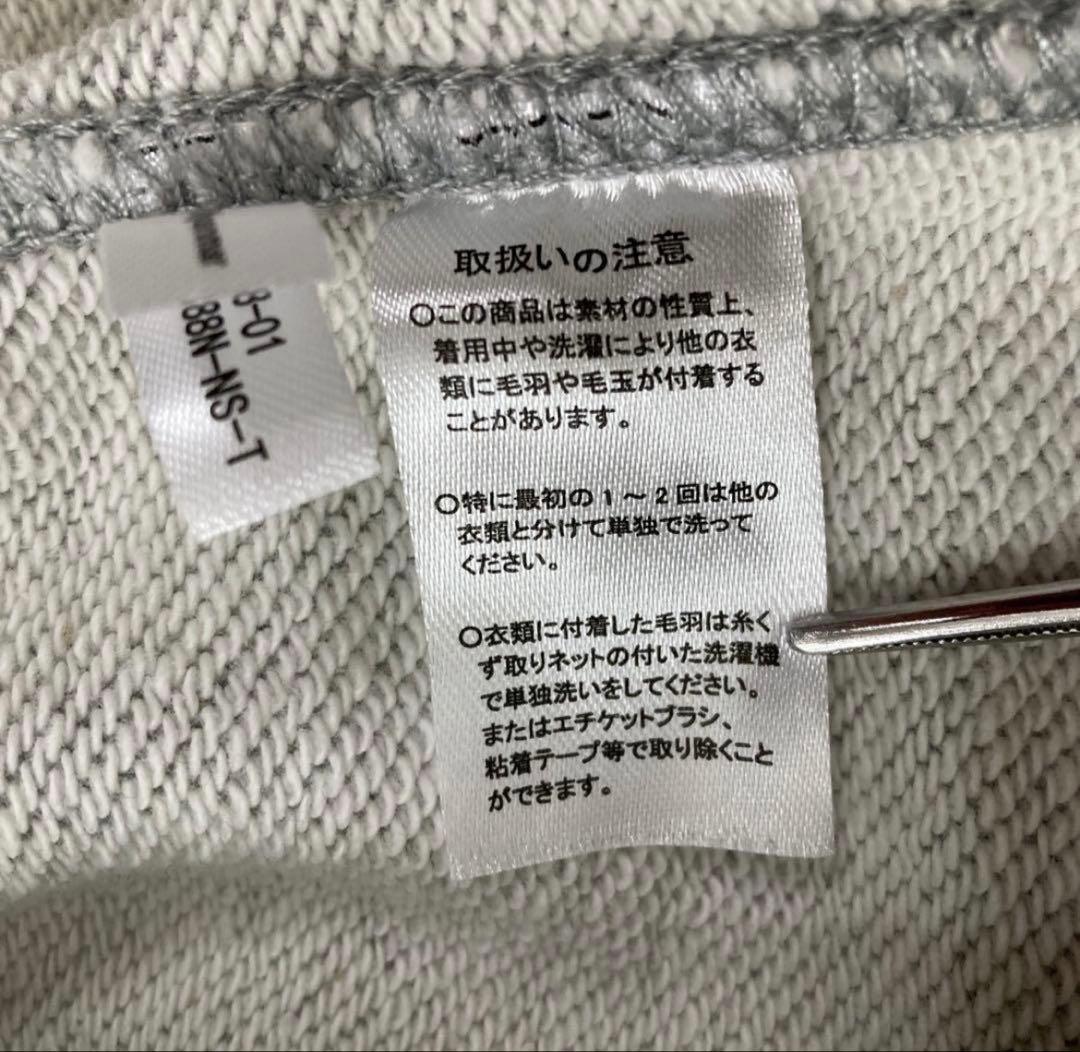 取扱いの注意
○この商品は素材の性質上、
着用中や洗濯により他の衣
類に毛羽や毛玉が付着する
ことがあります。
○特に最初の1～2回は他の
衣類と分けて単独で洗って
ください。
○衣類に付着した毛羽は糸く
ず取りネットの付いた洗濯機
で単独洗いをしてください。
またはエチケットブラシ、
粘着テープ等で取り除くこと
ができます。
3-01
88N-NS-T